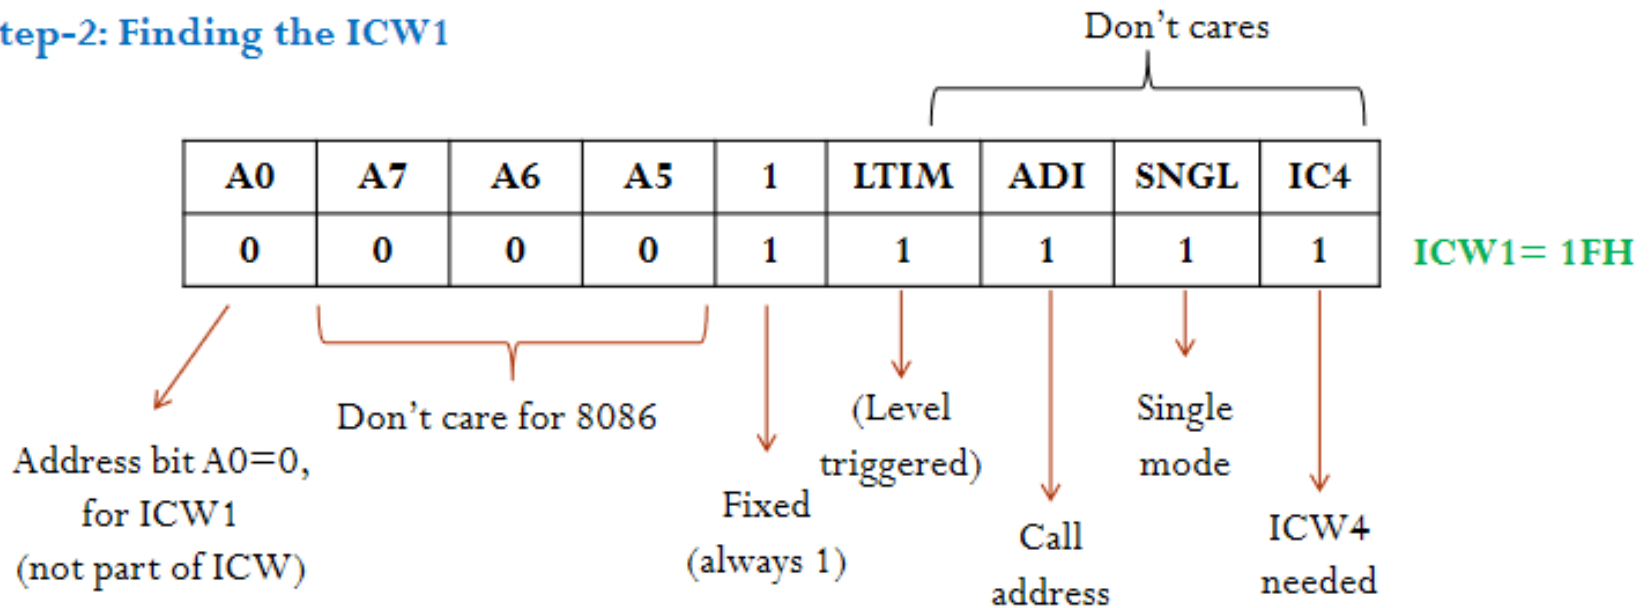 tep-2: Finding the ICW1
Don't cares
A0 A7 A6 A5 1 LTIM ADI SNGL IC4
0 0 0 0 1 1 1 1 1
ICW1= 1FH
Don't care for 8086
(Level
triggered)
Single
mode
Address bit A0=0,
for ICW1
(not part of ICW)
Fixed
(always 1)
Call
address
ICW4
needed